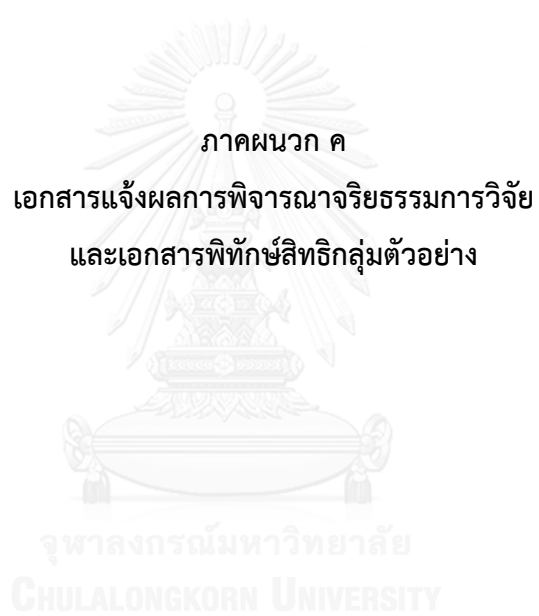 ภาคผนวก ค
เอกสารแจ้งผลการพิจารณาจริยธรรมการวิจัย
และเอกสารพิทักษ์สิทธิกลุ่มตัวอย่าง
จุฬาลงกรณ์มหาวิทยาลัย
CHULALONGKORN UNIVERSITY